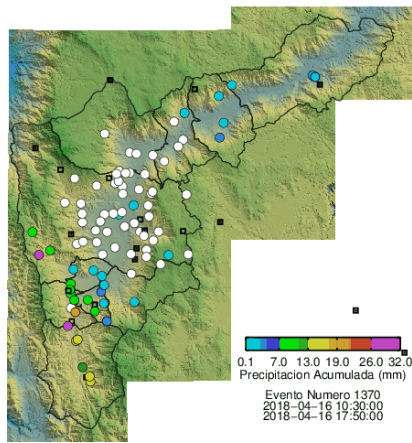 0.1 7.0 13.0 19.0 26.0 32.0
Precipitacion Acumulada (mm)
Evento Numero 1370
2018-04-16 10:30:00
2018-04-16 17:50:00